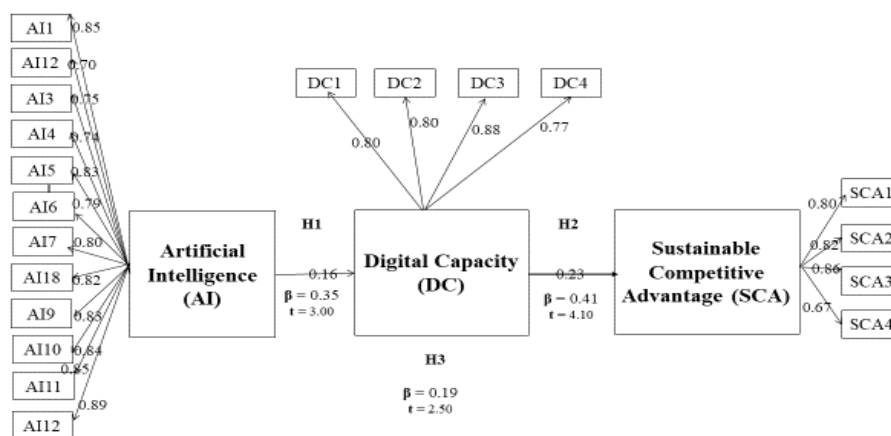 AI1
0.85
AI12
0.70
AI3
0.75
AI4
0.74
AI5
0.83
AI6
0.79
AI7
0.80
AI18
0.82
AI9
0.83
AI10
0.84
0.85
AI11
0.89
AI12
Artificial
Intelligence
(AI)
H1
0.16
β = 0.35
t = 3.00
DC1
DC2
DC3
DC4
0.80
0.80
0.88
0.77
Digital Capacity
(DC)
H3
β = 0.19
t = 2.50
H2
0.23
β = 0.41
t = 4.10
Sustainable
Competitive
Advantage (SCA)
0.80
SCA1
0.82
SCA2
0.86
SCA3
0.67
SCA4